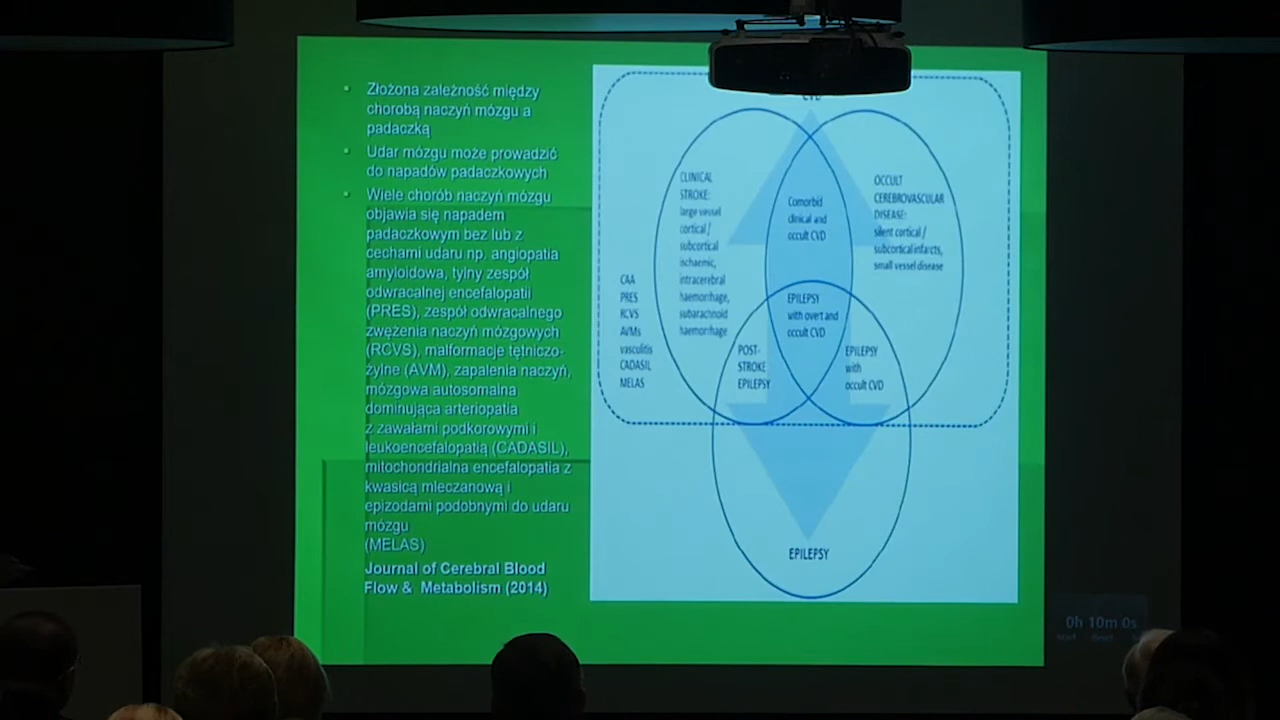 Złożona zależność między
chorobą naczyń mózgu a
padaczką
Udar mózgu może prowadzić
do napadów padaczkowych
Wiele chorób naczyń mózgu
objawia się napadem
padaczkowym bez lub z
cechami udaru np. angiopatia
amyloidowa, tylny zespół
odwracalnej encefalopatii
(PRES), zespół odwracalnego
zwężenia naczyń mózgowych
(RCVS), malformacje tętniczo-
żylne (AVM), zapalenia naczyń,
mózgowa autosomalna
dominująca arteriopatia
z zawałami podkorowymi i
leukoencefalopatią (CADASIL),
mitochondrialna encefalopatia z
kwasicą mleczanową i
epizodami podobnymi do udaru
mózgu
(MELAS)
Journal of Cerebral Blood
Flow & Metabolism (2014)
CVD
CLINICAL
STROKE:
large vessel
cortical /
subcortical
ischaemic,
intracerebral
haemorrhage,
subarachnoid
haemorrhage
Comorbid
clinical and
occult CVD
OCCULT
CEREBROVASCULAR
DISEASE:
silent cortical /
subcortical infarcts,
small vessel disease
CAA
PRES
RCVS
AVMs
vasculitis
CADASIL
MELAS
EPILEPSY
with overt and
occult CVD
POST-
STROKE
EPILEPSY
EPILEPSY
with
occult CVD
EPILEPSY
0h 10m 0s